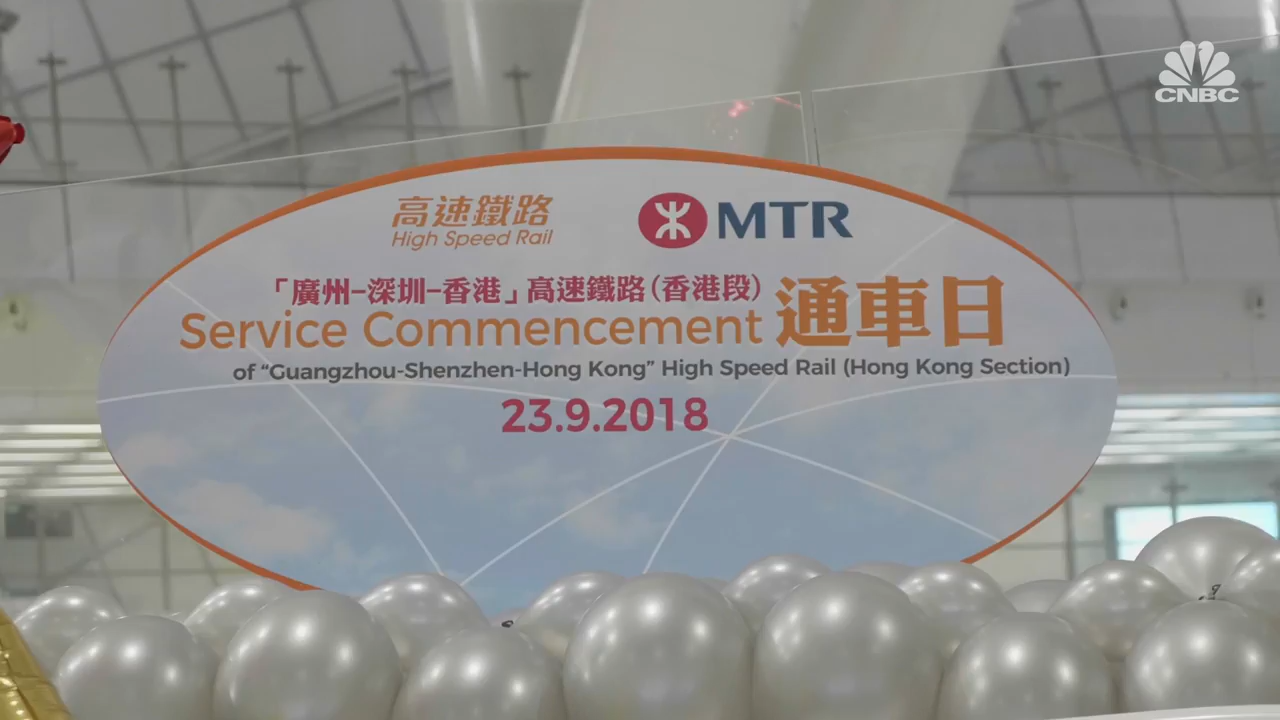 CNBC
高速鐵路
High Speed Rail
MTR
「廣州-深圳-香港」高速鐵路(香港段)
Service Commencement 通車日
of “Guangzhou-Shenzhen-Hong Kong” High Speed Rail (Hong Kong Section)
23.9.2018